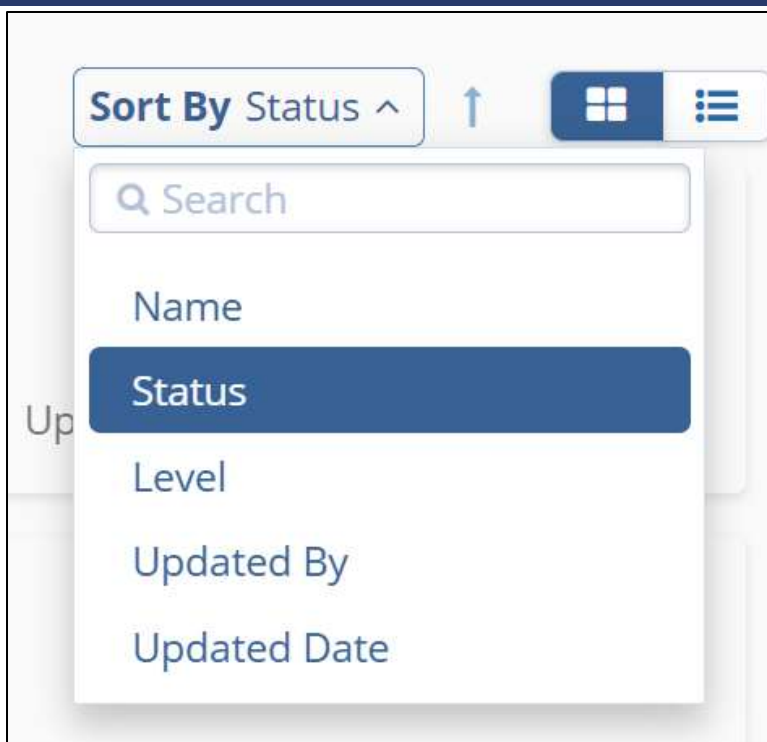 Sort By Status
Search
Name
Status
Up
Level
Updated By
Updated Date